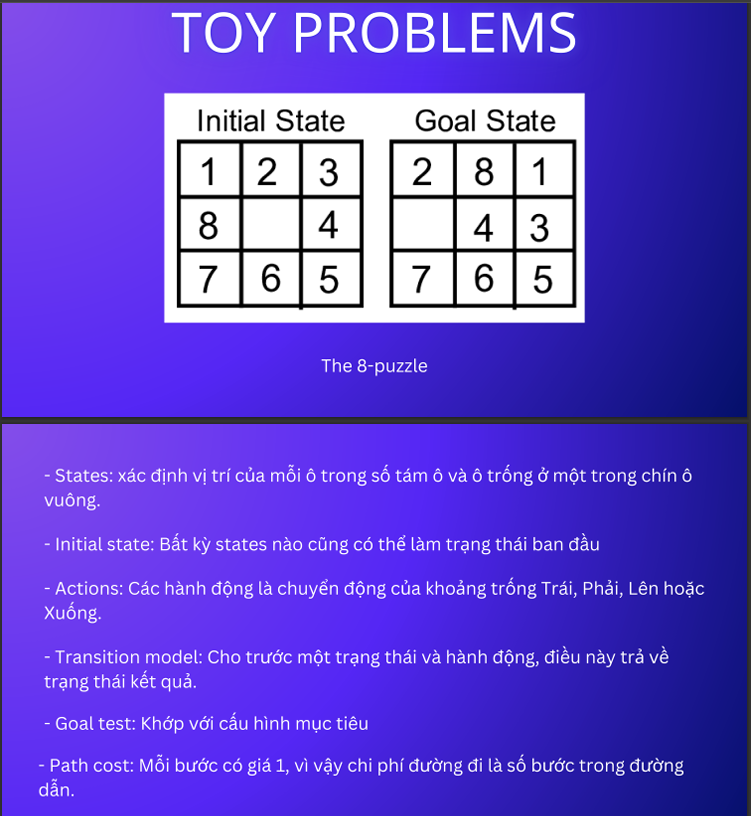 TOY PROBLEMS
Initial State
Goal State
1 2 3
8 4
7 6 5
2 8 1
4 3
7 6 5
The 8-puzzle
- States: xác định vị trí của mỗi ô trong số tám ô và ô trống ở một trong chín ô
vuông.
- Initial state: Bất kỳ states nào cũng có thể làm trạng thái ban đầu
- Actions: Các hành động là chuyển động của khoảng trống Trái, Phải, Lên hoặc
Xuống.
- Transition model: Cho trước một trạng thái và hành động, điều này trả về
trạng thái kết quả.
- Goal test: Khớp với cấu hình mục tiêu
- Path cost: Mỗi bước có giá 1, vì vậy chi phí đường đi là số bước trong đường
dẫn.